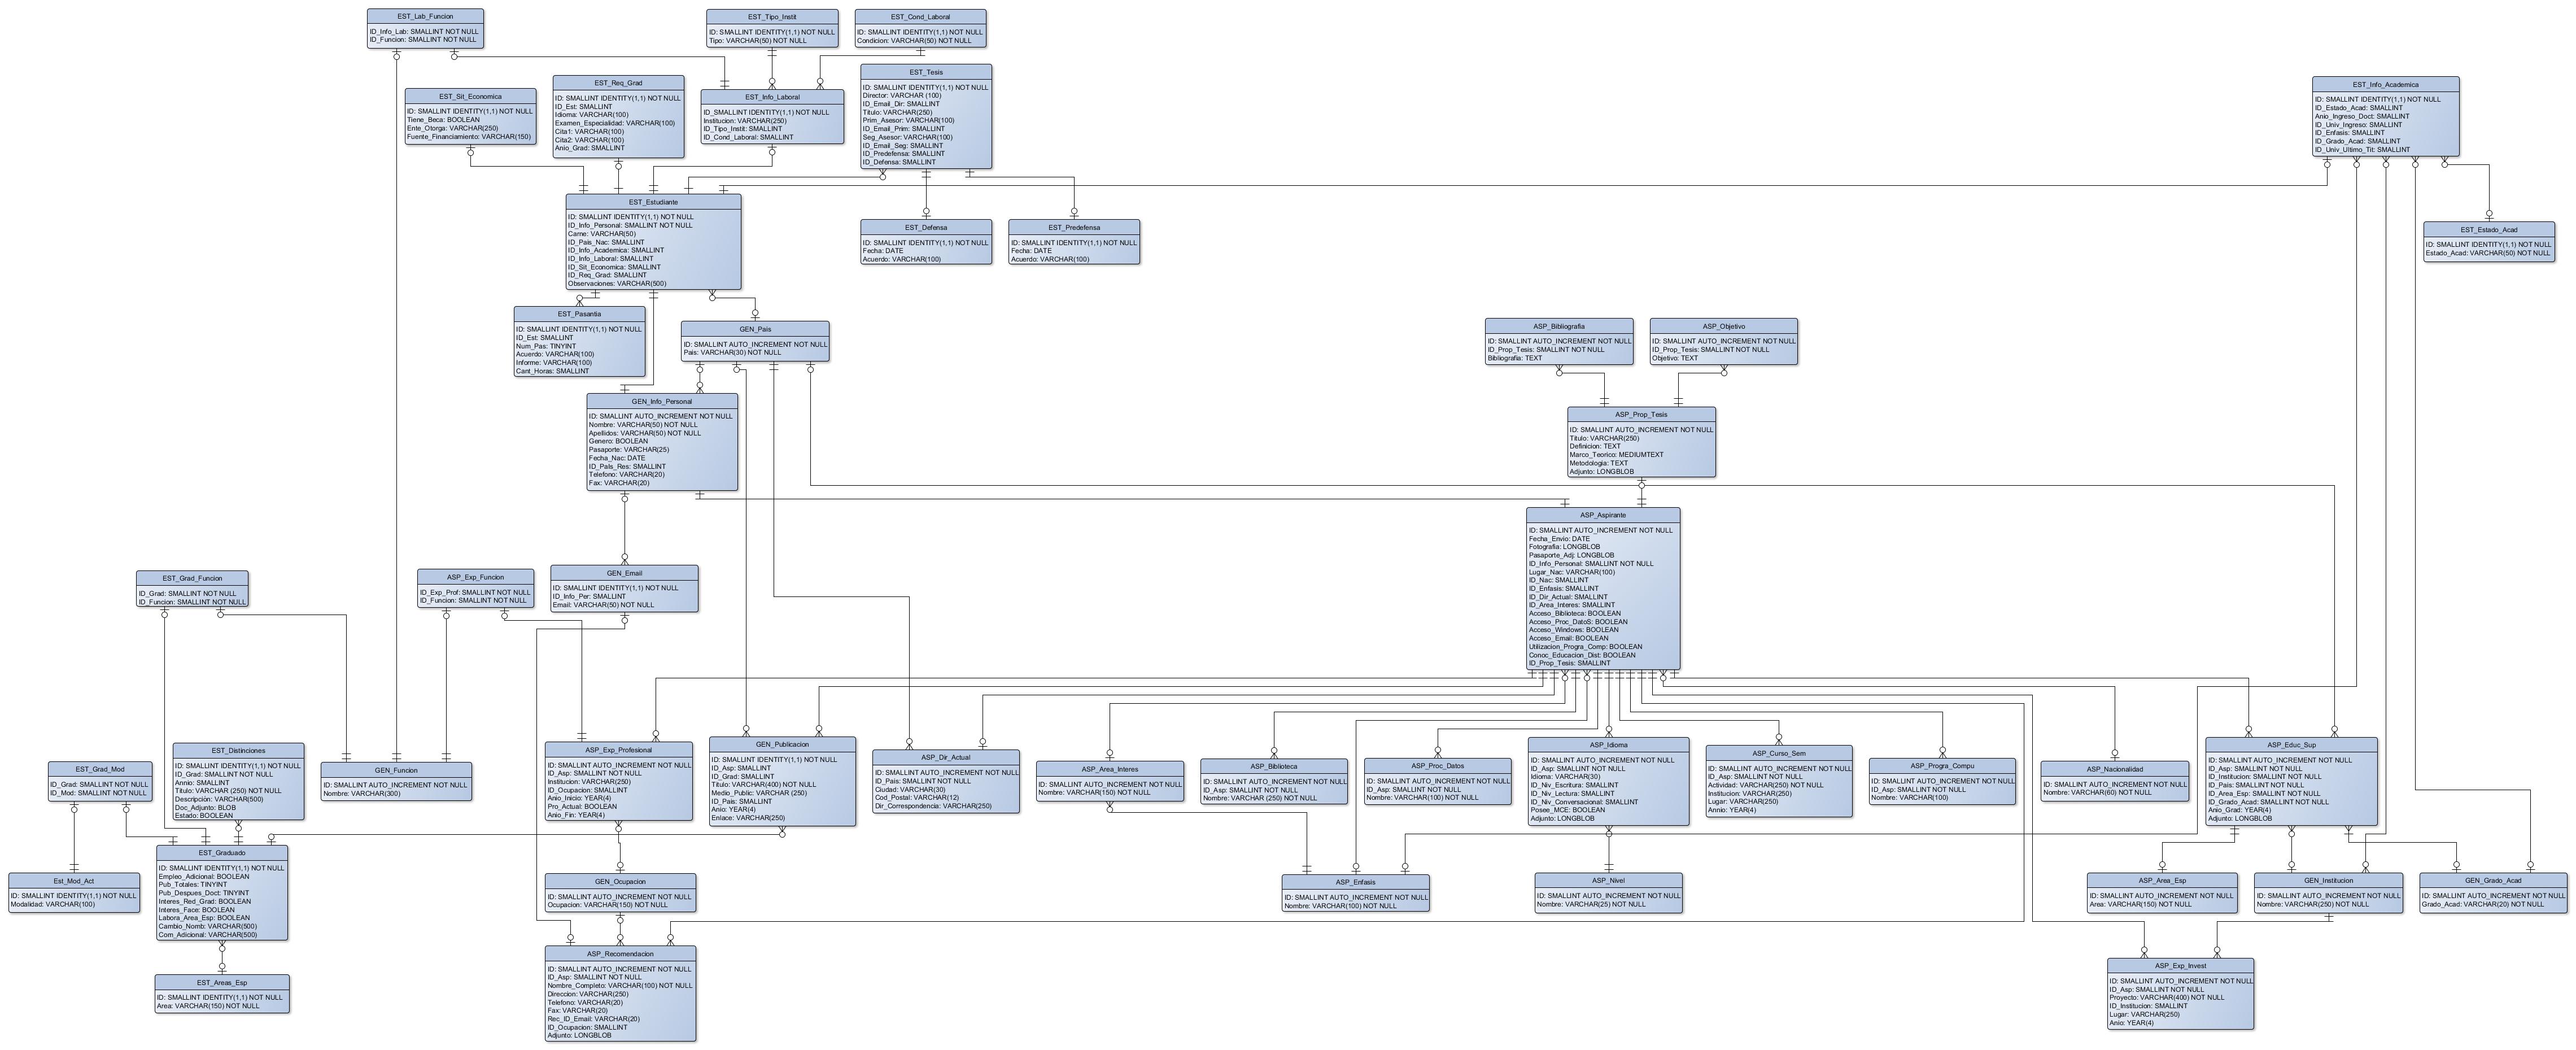 EST_Lab_Funcion
ID_Info_Lab: SMALLINT NOT NULL
ID_Funcion: SMALLINT NOT NULL
EST_Tipo_Instit
ID: SMALLINT IDENTITY(1,1) NOT NULL
Tipo: VARCHAR(50) NOT NULL
EST_Cond_Laboral
ID: SMALLINT IDENTITY(1,1) NOT NULL
Condicion: VARCHAR(50) NOT NULL
EST_Sit_Economica
ID: SMALLINT IDENTITY(1,1) NOT NULL
Tiene_Beca: BOOLEAN
Ente_Otorga: VARCHAR(250)
Fuente_Financiamiento: VARCHAR(150)
EST_Req_Grad
ID: SMALLINT IDENTITY(1,1) NOT NULL
ID_Est: SMALLINT
Idioma: VARCHAR(100)
Examen_Especialidad: VARCHAR(100)
Cita1: VARCHAR(100)
Cita2: VARCHAR(100)
Anio_Grad: SMALLINT
EST_Info_Laboral
ID_SMALLINT IDENTITY(1,1) NOT NULL
Institucion: VARCHAR(250)
ID_Tipo_Instit: SMALLINT
ID_Cond_Laboral: SMALLINT
EST_Tesis
ID: SMALLINT IDENTITY(1,1) NOT NULL
Director: VARCHAR (100)
ID_Email_Dir: SMALLINT
Titulo: VARCHAR(250)
Prim_Asesor: VARCHAR(100)
ID_Email_Prim: SMALLINT
Seg_Asesor: VARCHAR(100)
ID_Email_Seg: SMALLINT
ID_Predefensa: SMALLINT
ID_Defensa: SMALLINT
EST_Info_Academica
ID: SMALLINT IDENTITY(1,1) NOT NULL
ID_Estado_Acad: SMALLINT
Anio_Ingreso_Doct: SMALLINT
ID_Univ_Ingreso: SMALLINT
ID_Enfasis: SMALLINT
ID_Grado_Acad: SMALLINT
ID_Univ_Ultimo_Tit: SMALLINT
EST_Estudiante
ID: SMALLINT IDENTITY(1,1) NOT NULL
ID_Info_Personal: SMALLINT NOT NULL
Carne: VARCHAR(50)
ID_Pais_Nac: SMALLINT
ID_Info_Academica: SMALLINT
ID_Info_Laboral: SMALLINT
ID_Sit_Economica: SMALLINT
ID_Req_Grad: SMALLINT
Observaciones: VARCHAR(500)
EST_Defensa
ID: SMALLINT IDENTITY(1,1) NOT NULL
Fecha: DATE
Acuerdo: VARCHAR(100)
EST_Predefensa
ID: SMALLINT IDENTITY(1,1) NOT NULL
Fecha: DATE
Acuerdo: VARCHAR(100)
EST_Estado_Acad
ID: SMALLINT IDENTITY(1,1) NOT NULL
Estado_Acad: VARCHAR(50) NOT NULL
EST_Pasantia
ID: SMALLINT IDENTITY(1,1) NOT NULL
ID_Est: SMALLINT
Num_Pas: TINYINT
Acuerdo: VARCHAR(100)
Informe: VARCHAR(100)
Cant_Horas: SMALLINT
GEN_Pais
ID: SMALLINT AUTO_INCREMENT NOT NULL
Pais: VARCHAR(30) NOT NULL
ASP_Bibliografia
ID: SMALLINT AUTO_INCREMENT NOT NULL
ID_Prop_Tesis: SMALLINT NOT NULL
Bibliografia: TEXT
ASP_Objetivo
ID: SMALLINT AUTO_INCREMENT NOT NULL
ID_Prop_Tesis: SMALLINT NOT NULL
Objetivo: TEXT
GEN_Info_Personal
ID: SMALLINT AUTO_INCREMENT NOT NULL
Nombre: VARCHAR(50) NOT NULL
Apellidos: VARCHAR(50) NOT NULL
Genero: BOOLEAN
Pasaporte: VARCHAR(25)
Fecha_Nac: DATE
ID_País_Res: SMALLINT
Telefono: VARCHAR(20)
Fax: VARCHAR(20)
ASP_Prop_Tesis
ID: SMALLINT AUTO_INCREMENT NOT NULL
Titulo: VARCHAR(250)
Definicion: TEXT
Marco_Teorico: MEDIUMTEXT
Metodologia: TEXT
Adjunto: LONGBLOB
ASP_Aspirante
ID: SMALLINT AUTO_INCREMENT NOT NULL
Fecha_Envio: DATE
Fotografia: LONGBLOB
Pasaporte_Adj: LONGBLOB
ID_Info_Personal: SMALLINT NOT NULL
Lugar_Nac: VARCHAR(100)
ID_Nac: SMALLINT
ID_Enfasis: SMALLINT
ID_Dir_Actual: SMALLINT
ID_Area_Interes: SMALLINT
Acceso_Biblioteca: BOOLEAN
Acceso_Proc_DatoS: BOOLEAN
Acceso_Windows: BOOLEAN
Acceso_Email: BOOLEAN
Utilizacion_Progra_Comp: BOOLEAN
Conoc_Educacion_Dist: BOOLEAN
ID_Prop_Tesis: SMALLINT
EST_Grad_Funcion
ID_Grad: SMALLINT NOT NULL
ID_Funcion: SMALLINT NOT NULL
ASP_Exp_Funcion
ID_Exp_Prof: SMALLINT NOT NULL
ID_Funcion: SMALLINT NOT NULL
GEN_Email
ID: SMALLINT IDENTITY(1,1) NOT NULL
ID_Info_Per: SMALLINT
Email: VARCHAR(50) NOT NULL
EST_Grad_Mod
ID_Grad: SMALLINT NOT NULL
ID_Mod: SMALLINT NOT NULL
EST_Distinciones
ID: SMALLINT IDENTITY(1,1) NOT NULL
ID_Grad: SMALLINT NOT NULL
Annio: SMALLINT
Titulo: VARCHAR (250) NOT NULL
Descripción: VARCHAR(500)
Doc_Adjunto: BLOB
Estado: BOOLEAN
GEN_Funcion
ID: SMALLINT AUTO_INCREMENT NOT NULL
Nombre: VARCHAR(300)
ASP_Exp_Profesional
ID: SMALLINT AUTO_INCREMENT NOT NULL
ID_Asp: SMALLINT NOT NULL
Institucion: VARCHAR(250)
ID_Ocupacion: SMALLINT
Anio_Inicio: YEAR(4)
Pro_Actual: BOOLEAN
Anio_Fin: YEAR(4)
GEN_Publicacion
ID: SMALLINT IDENTITY(1,1) NOT NULL
ID_Asp: SMALLINT
ID_Grad: SMALLINT
Titulo: VARCHAR(400) NOT NULL
Medio_Public: VARCHAR (250)
ID_Pais: SMALLINT
Anio: YEAR(4)
Enlace: VARCHAR(250)
ASP_Dir_Actual
ID: SMALLINT AUTO_INCREMENT NOT NULL
ID_País: SMALLINT NOT NULL
Ciudad: VARCHAR(30)
Cod_Postal: VARCHAR(12)
Dir_Correspondencia: VARCHAR(250)
ASP_Area_Interes
ID: SMALLINT AUTO_INCREMENT NOT NULL
Nombre: VARCHAR(150) NOT NULL
ASP_Biblioteca
ID: SMALLINT AUTO_INCREMENT NOT NULL
ID_Asp: SMALLINT NOT NULL
Nombre: VARCHAR (250) NOT NULL
ASP_Proc_Datos
ID: SMALLINT AUTO_INCREMENT NOT NULL
ID_Asp: SMALLINT NOT NULL
Nombre: VARCHAR(100) NOT NULL
ASP_Idioma
ID: SMALLINT AUTO_INCREMENT NOT NULL
ID_Asp: SMALLINT NOT NULL
Idioma: VARCHAR(30)
ID_Niv_Escritura: SMALLINT
ID_Niv_Lectura: SMALLINT
ID_Niv_Conversacional: SMALLINT
Posee_MCE: BOOLEAN
Adjunto: LONGBLOB
ASP_Curso_Sem
ID: SMALLINT AUTO_INCREMENT NOT NULL
ID_Asp: SMALLINT NOT NULL
Actividad: VARCHAR(250) NOT NULL
Institucion: VARCHAR(250)
Lugar: VARCHAR(250)
Annio: YEAR(4)
ASP_Progra_Compu
ID: SMALLINT AUTO_INCREMENT NOT NULL
ID_Asp: SMALLINT NOT NULL
Nombre: VARCHAR(100)
ASP_Nacionalidad
ID: SMALLINT AUTO_INCREMENT NOT NULL
Nombre: VARCHAR(60) NOT NULL
ASP_Educ_Sup
ID: SMALLINT AUTO_INCREMENT NOT NULL
ID_Asp: SMALLINT NOT NULL
ID_Institucion: SMALLINT NOT NULL
ID_País: SMALLINT NOT NULL
ID_Area_Esp: SMALLINT NOT NULL
ID_Grado_Acad: SMALLINT NOT NULL
Anio_Grad: YEAR(4)
Adjunto: LONGBLOB
Est_Mod_Act
ID: SMALLINT IDENTITY(1,1) NOT NULL
Modalidad: VARCHAR(100)
EST_Graduado
ID: SMALLINT IDENTITY(1,1) NOT NULL
Empleo_Adicional: BOOLEAN
Pub_Totales: TINYINT
Pub_Despues_Doct: TINYINT
Interes_Red_Grad: BOOLEAN
Interes_Face: BOOLEAN
Labora_Area_Esp: BOOLEAN
Cambio_Nomb: VARCHAR(500)
Com_Adicional: VARCHAR(500)
GEN_Ocupacion
ID: SMALLINT AUTO_INCREMENT NOT NULL
Ocupacion: VARCHAR(150) NOT NULL
ASP_Enfasis
ID: SMALLINT AUTO_INCREMENT NOT NULL
Nombre: VARCHAR(100) NOT NULL
ASP_Nivel
ID: SMALLINT AUTO_INCREMENT NOT NULL
Nombre: VARCHAR(25) NOT NULL
ASP_Area_Esp
ID: SMALLINT AUTO_INCREMENT NOT NULL
Area: VARCHAR(150) NOT NULL
GEN_Institucion
ID: SMALLINT AUTO_INCREMENT NOT NULL
Nombre: VARCHAR(250) NOT NULL
GEN_Grado_Acad
ID: SMALLINT AUTO_INCREMENT NOT NULL
Grado_Acad: VARCHAR(20) NOT NULL
EST_Areas_Esp
ID: SMALLINT IDENTITY(1,1) NOT NULL
Area: VARCHAR(150) NOT NULL
ASP_Recomendacion
ID: SMALLINT AUTO_INCREMENT NOT NULL
ID_Asp: SMALLINT NOT NULL
Nombre_Completo: VARCHAR(100) NOT NULL
Direccion: VARCHAR(250)
Telefono: VARCHAR(20)
Fax: VARCHAR(20)
Rec_ID_Email: VARCHAR(20)
ID_Ocupacion: SMALLINT
Adjunto: LONGBLOB
ASP_Exp_Invest
ID: SMALLINT AUTO_INCREMENT NOT NULL
ID_Asp: SMALLINT NOT NULL
Proyecto: VARCHAR(400) NOT NULL
ID_Institucion: SMALLINT
Lugar: VARCHAR(250)
Anio: YEAR(4)